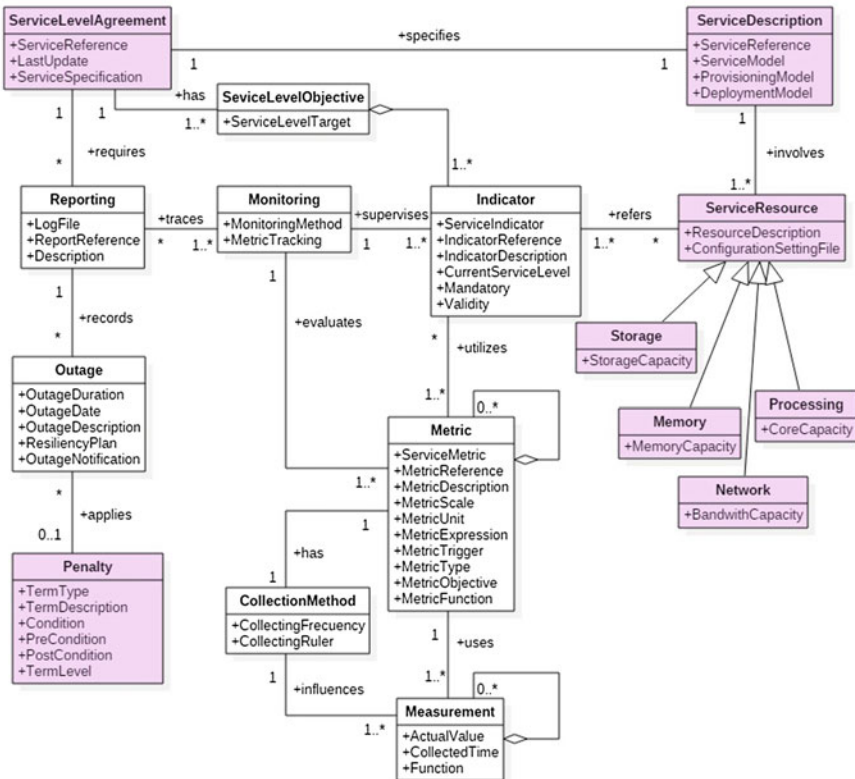 ServiceLevelAgreement
+ServiceReference
+LastUpdate
+ServiceSpecification
+specifies
1
1
ServiceDescription
+ServiceReference
+ServiceModel
+ProvisioningModel
+DeploymentModel
+has
1
1..*
SeviceLevelObjective
+ServiceLevelTarget
1..*
1
+requires
*
1
+involves
1..*
Reporting
+LogFile
+ReportReference
+Description
+traces
*
1..*
Monitoring
+MonitoringMethod
+MetricTracking
+supervises
1
1..*
Indicator
+ServiceIndicator
+IndicatorReference
+IndicatorDescription
+CurrentServiceLevel
+Mandatory
+Validity
+refers
1..*
*
ServiceResource
+ResourceDescription
+ConfigurationSettingFile
1
+records
*
1
+evaluates
1..*
*
+utilizes
1..*
Storage
+StorageCapacity
Memory
+MemoryCapacity
Processing
+CoreCapacity
Network
+BandwithCapacity
Outage
+OutageDuration
+OutageDate
+OutageDescription
+ResiliencyPlan
+OutageNotification
0..*
Metric
+ServiceMetric
+MetricReference
+MetricDescription
+MetricScale
+MetricUnit
+MetricExpression
+MetricTrigger
+MetricType
+MetricObjective
+MetricFunction
*
+applies
0..1
1
+has
1
Penalty
+TermType
+TermDescription
+Condition
+PreCondition
+PostCondition
+TermLevel
CollectionMethod
+CollectingFrecuency
+CollectingRuler
1
+uses
1..*
1
+influences
1..*
0..*
Measurement
+ActualValue
+CollectedTime
+Function